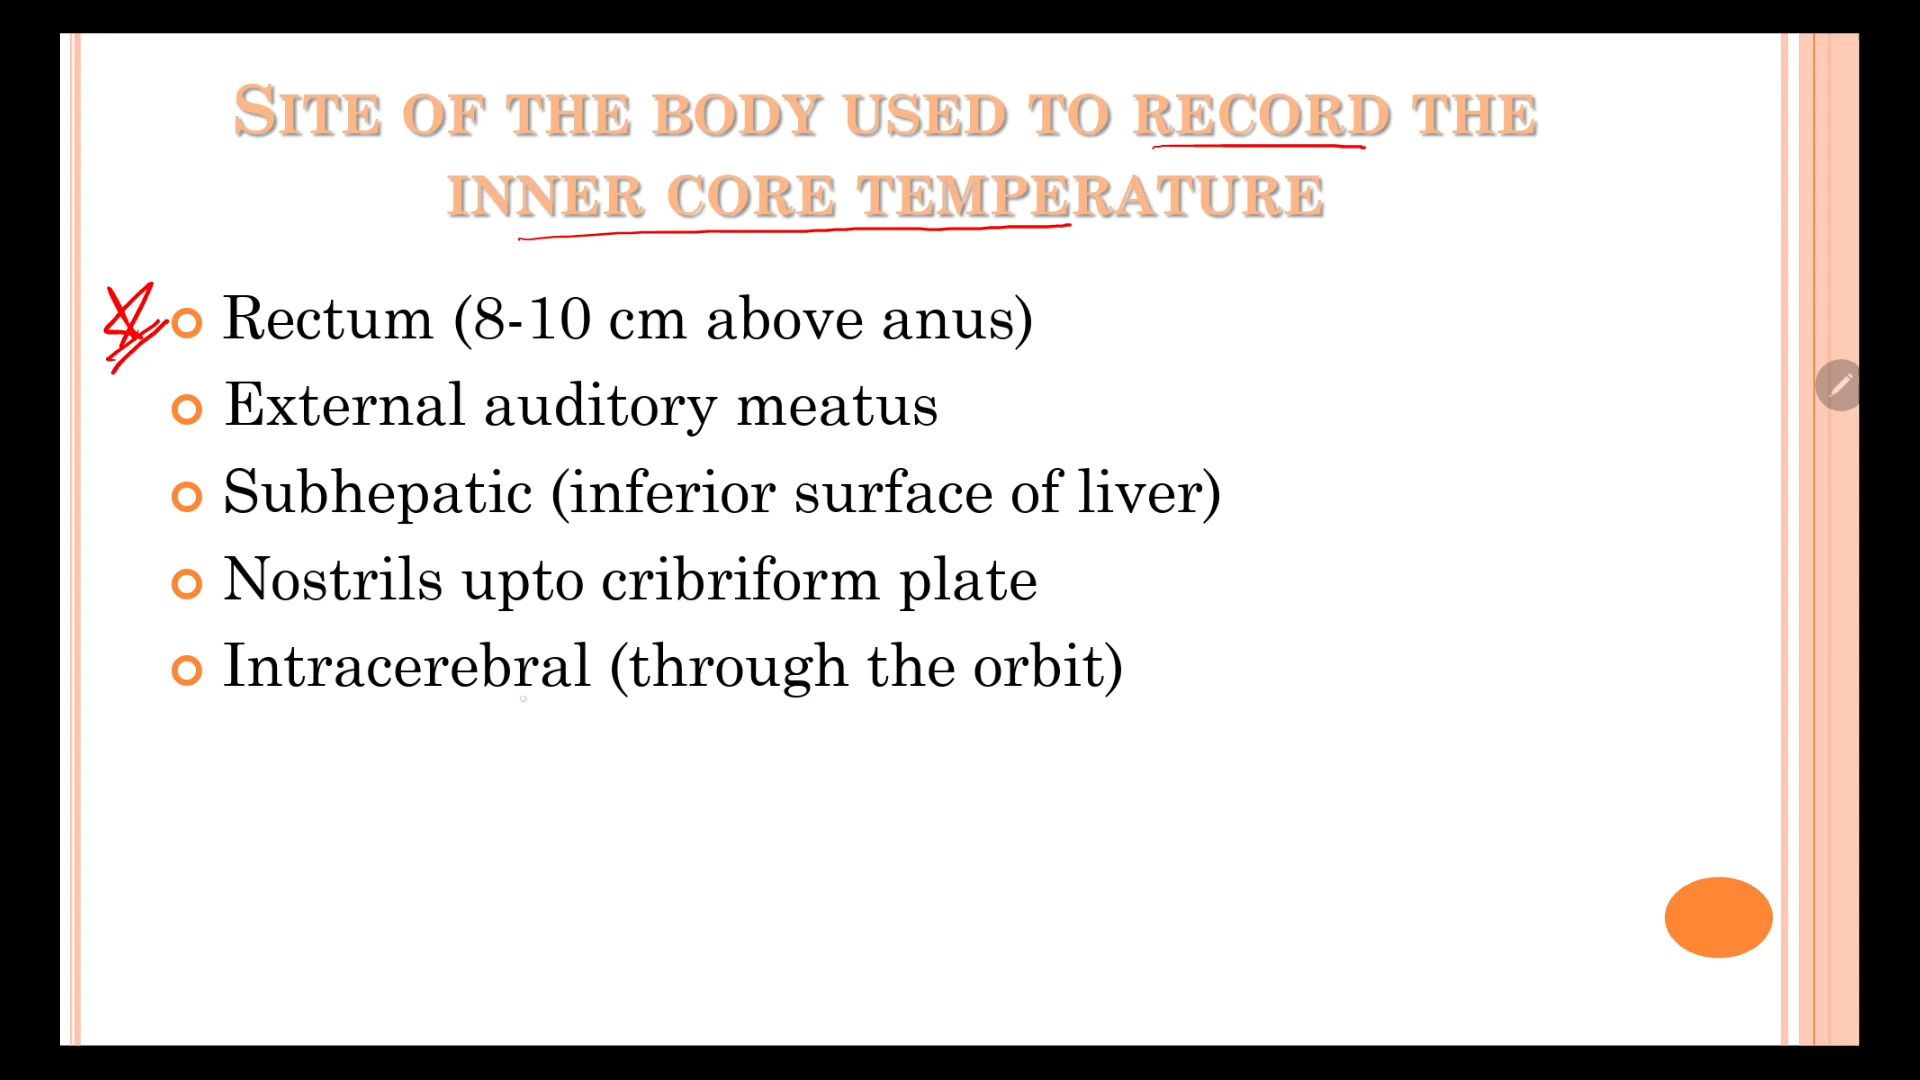 SITE OF THE BODY USED TO RECORD THE
INNER CORE TEMPERATURE
Rectum (8-10 cm above anus)
External auditory meatus
Subhepatic (inferior surface of liver)
Nostrils upto cribriform plate
Intracerebral (through the orbit)